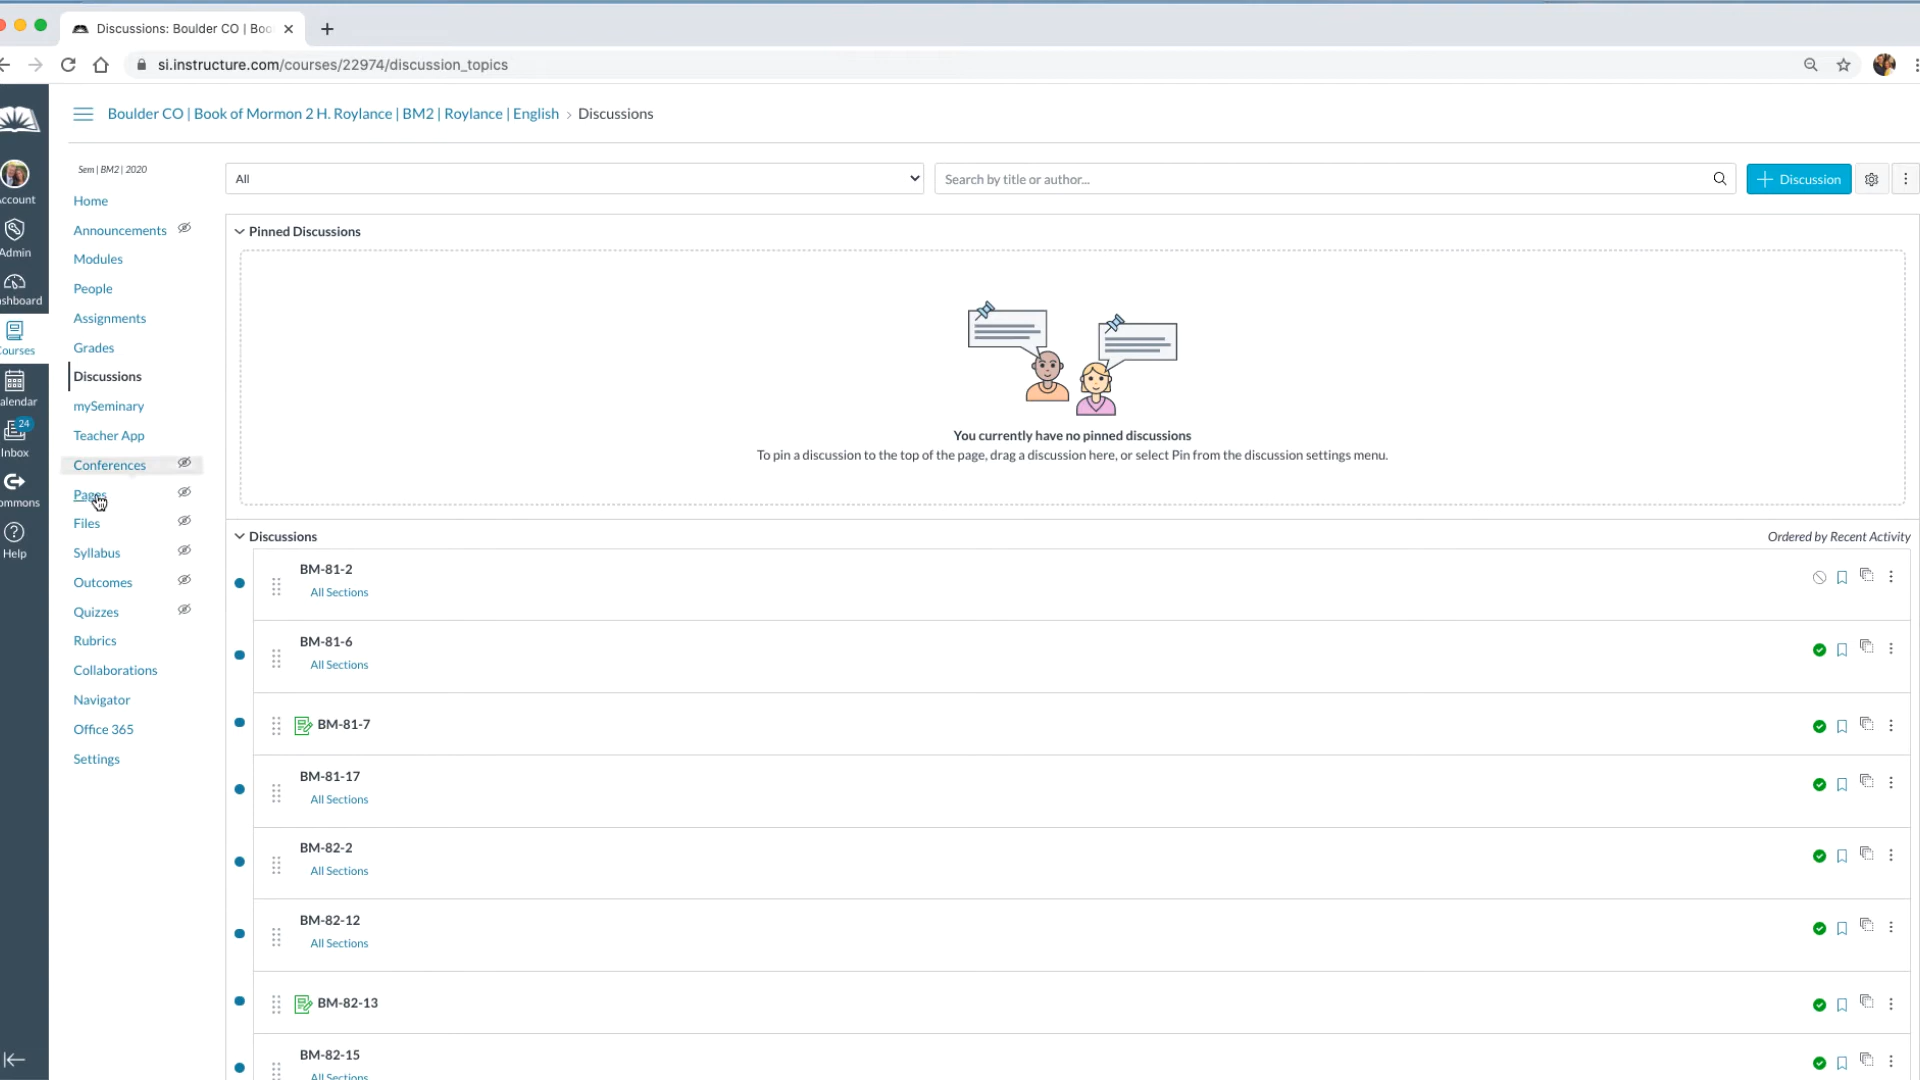 Discussions: Boulder CO | Boo
si.instructure.com/courses/22974/discussion_topics
Boulder CO | Book of Mormon 2 H. Roylance | BM2 | Roylance | English › Discussions
ccount
Admin
shboard
ourses
alendar
24
Inbox
ommons
Help
Sem | BM2 | 2020
Home
Announcements
Modules
People
Assignments
Grades
Discussions
mySeminary
Teacher App
Conferences
Pages
Files
Syllabus
Outcomes
Quizzes
Rubrics
Collaborations
Navigator
Office 365
Settings
All
Search by title or author...
Discussion
Pinned Discussions
You currently have no pinned discussions
To pin a discussion to the top of the page, drag a discussion here, or select Pin from the discussion settings menu.
Discussions
Ordered by Recent Activity
BM-81-2
All Sections
BM-81-6
All Sections
BM-81-7
BM-81-17
All Sections
BM-82-2
All Sections
BM-82-12
All Sections
BM-82-13
BM-82-15
All Sections